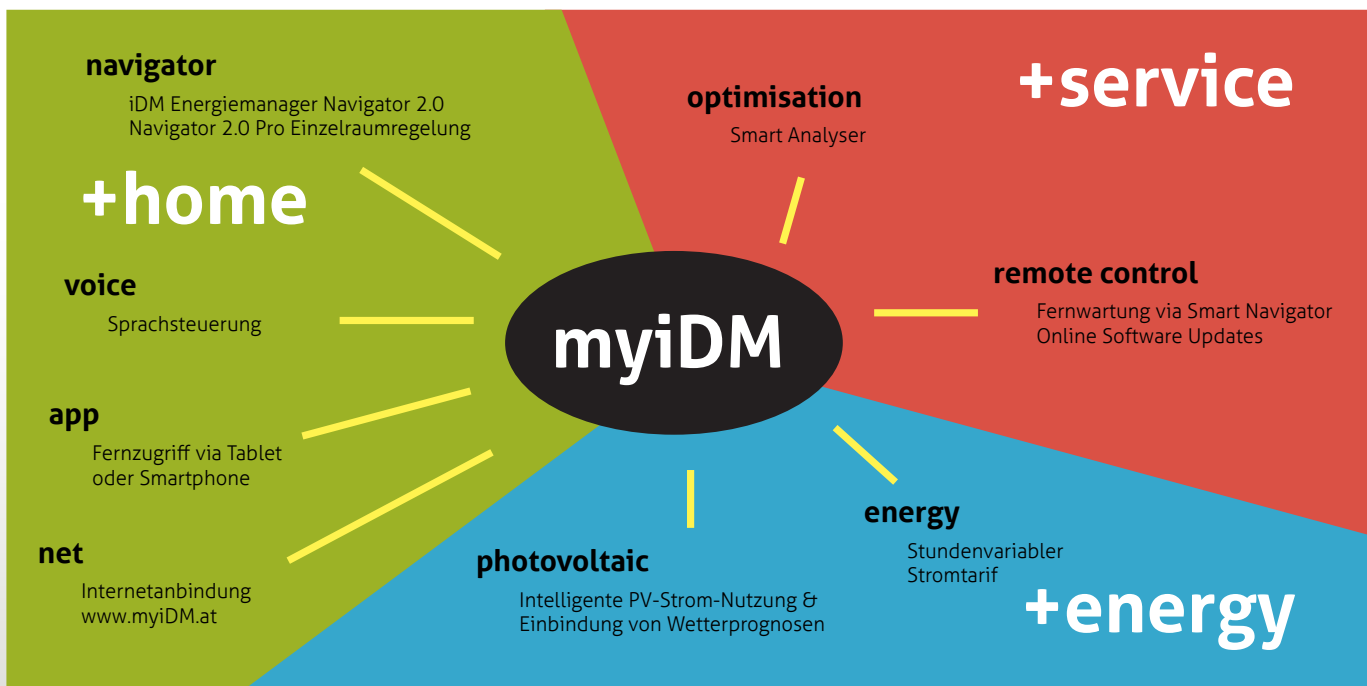 navigator
iDM Energiemanager Navigator 2.0
Navigator 2.0 Pro Einzelraumregelung
+home
voice
Sprachsteuerung
app
Fernzugriff via Tablet
oder Smartphone
net
Internetanbindung
www.myiDM.at
myiDM
optimisation
Smart Analyser
+service
remote control
Fernwartung via Smart Navigator
Online Software Updates
photovoltaic
Intelligente PV-Strom-Nutzung &
Einbindung von Wetterprognosen
energy
Stundenvariabler
Stromtarif
+energy